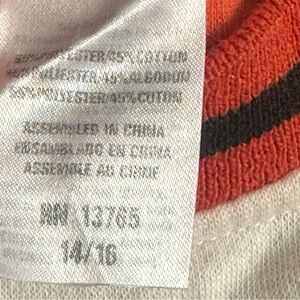 POLYESTER/45% COTTON
POLIESTER/45% ALGODON
POLYESTER/45% COTON
ASSEMBLED IN CHINA
ENSAMBLADO EN CHINA
ASSEMBLE AU CHINE
RN 13765
14/16